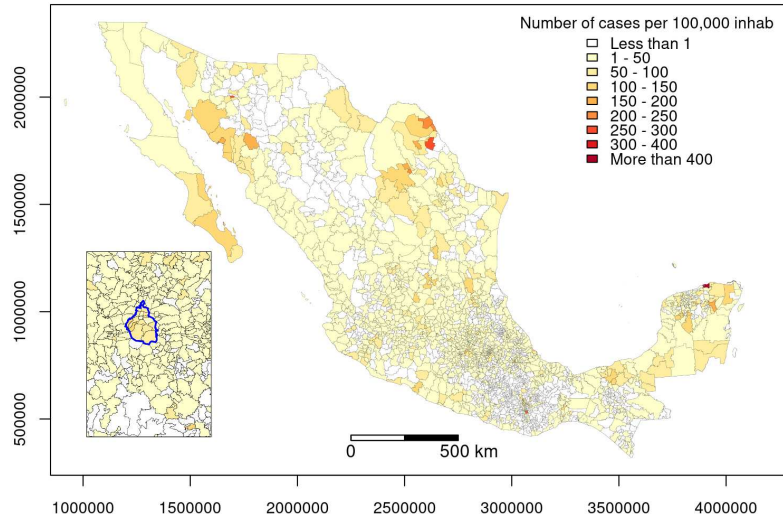 Number of cases per 100,000 inhab
Less than 1
1 - 50
50 - 100
100 - 150
150 - 200
200 - 250
250 - 300
300 - 400
More than 400
2000000
1500000
1000000
500000
0 500 km
1000000 1500000 2000000 2500000 3000000 3500000 4000000